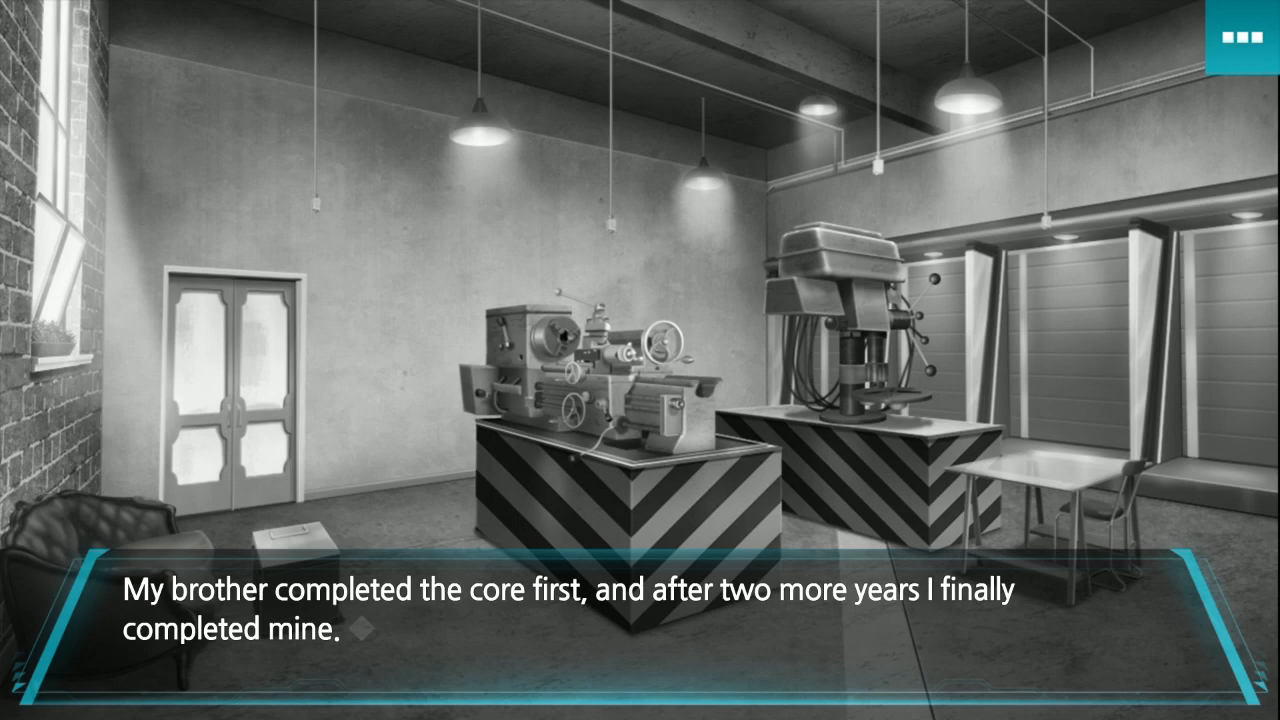 My brother completed the core first, and after two more years I finally
completed mine.